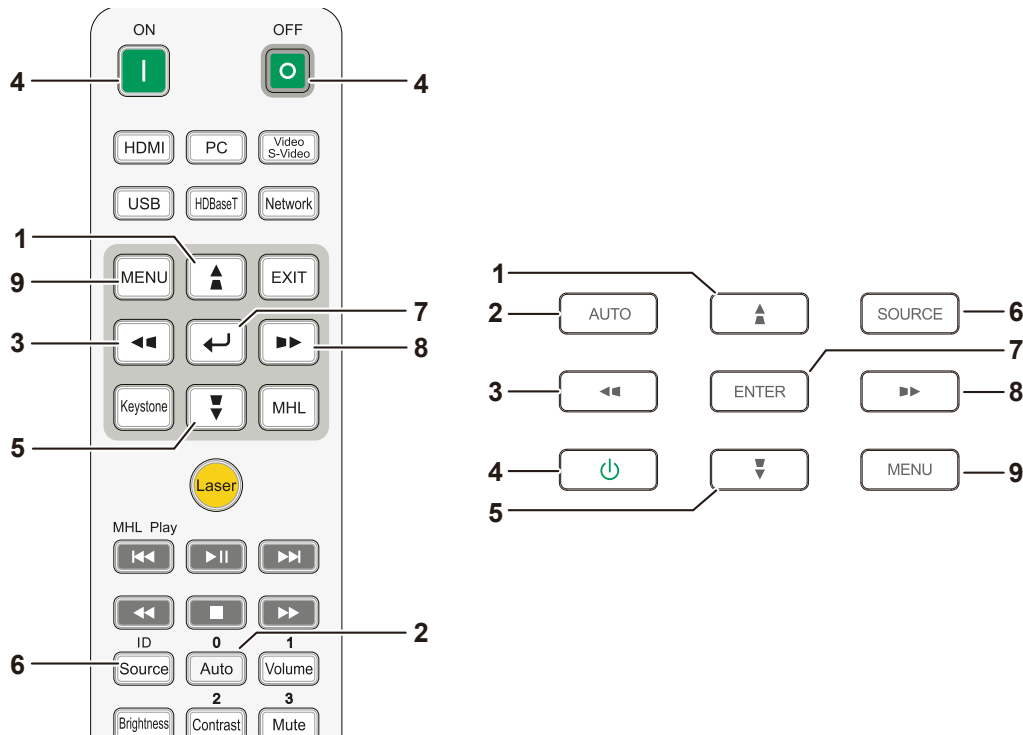 ON OFF
4 4
HDMI PC Video
S-Video
USB HDBaseT Network
1
9 MENU EXIT
7
3 8
Keystone MHL
5
Laser
MHL Play
ID 0 1
2
6 Source Auto Volume
2 3
Brightness Contrast Mute
1
2 AUTO SOURCE 6
7
3 ENTER 8
4 MENU 9
5